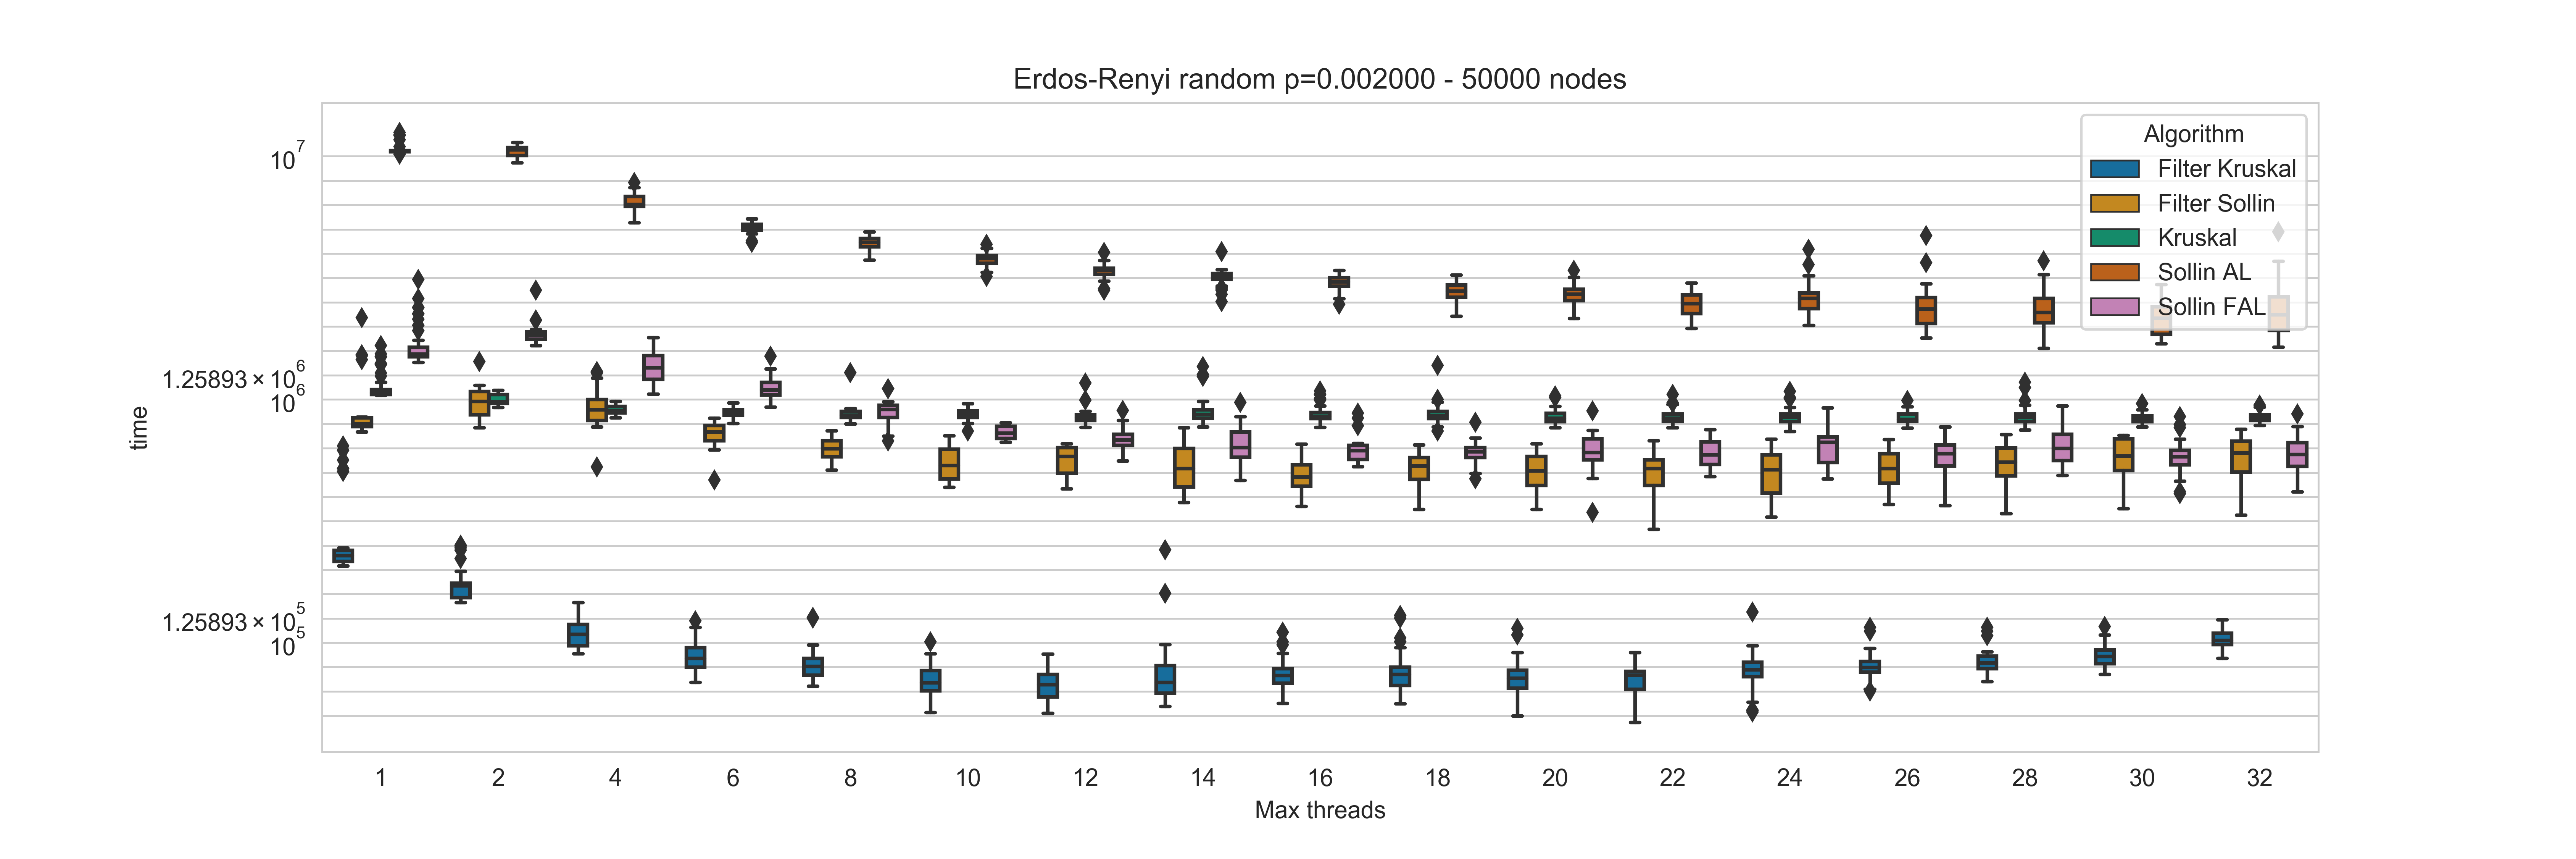 Erdos-Renyi random p=0.002000 - 50000 nodes
Algorithm
Filter Kruskal
Filter Sollin
Kruskal
Sollin AL
Sollin FAL
time
10^7
1.25893 × 10^6
10^6
1.25893 × 10^5
10^5
1 2 4 6 8 10 12 14 16 18 20 22 24 26 28 30 32
Max threads